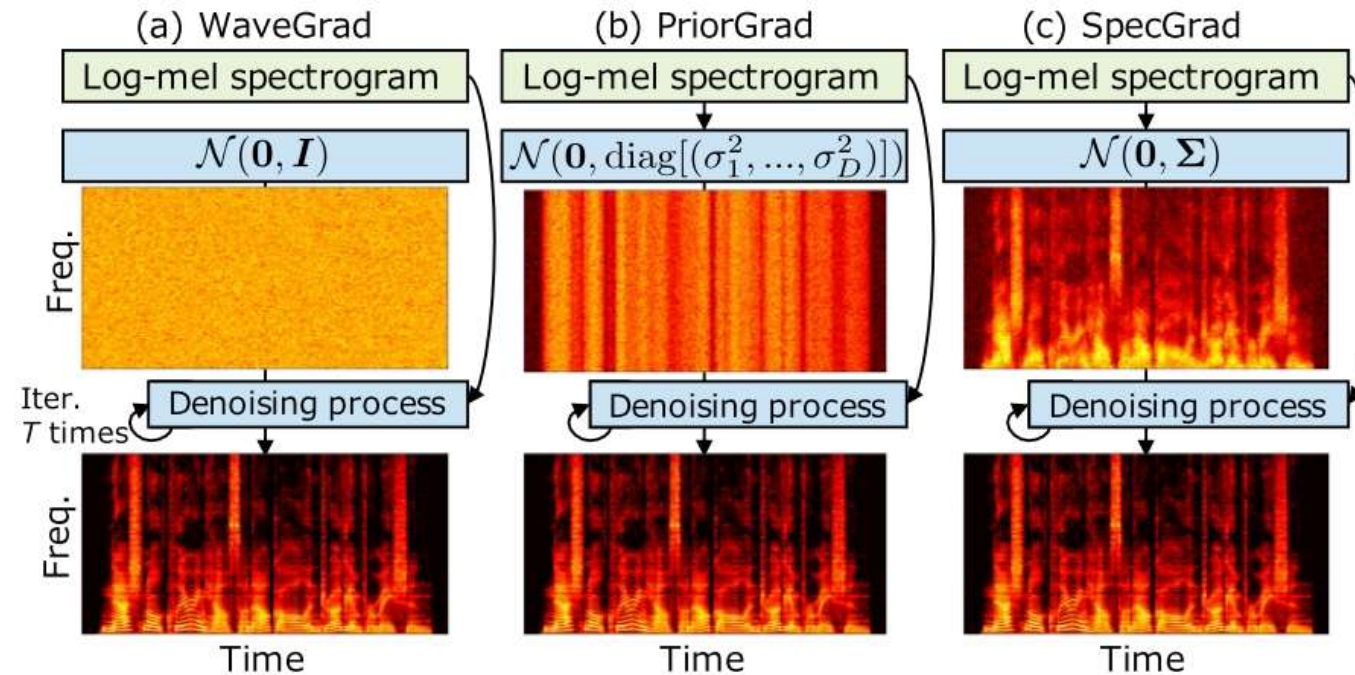 (a) WaveGrad
Log-mel spectrogram
𝒩(𝟎, 𝑰)
Freq.
Iter.
T times
Denoising process
Freq.
Time
(b) PriorGrad
Log-mel spectrogram
𝒩(𝟎, diag[(σ₁², ..., σ_D²)])
Denoising process
Time
(c) SpecGrad
Log-mel spectrogram
𝒩(𝟎, 𝚺)
Denoising process
Time